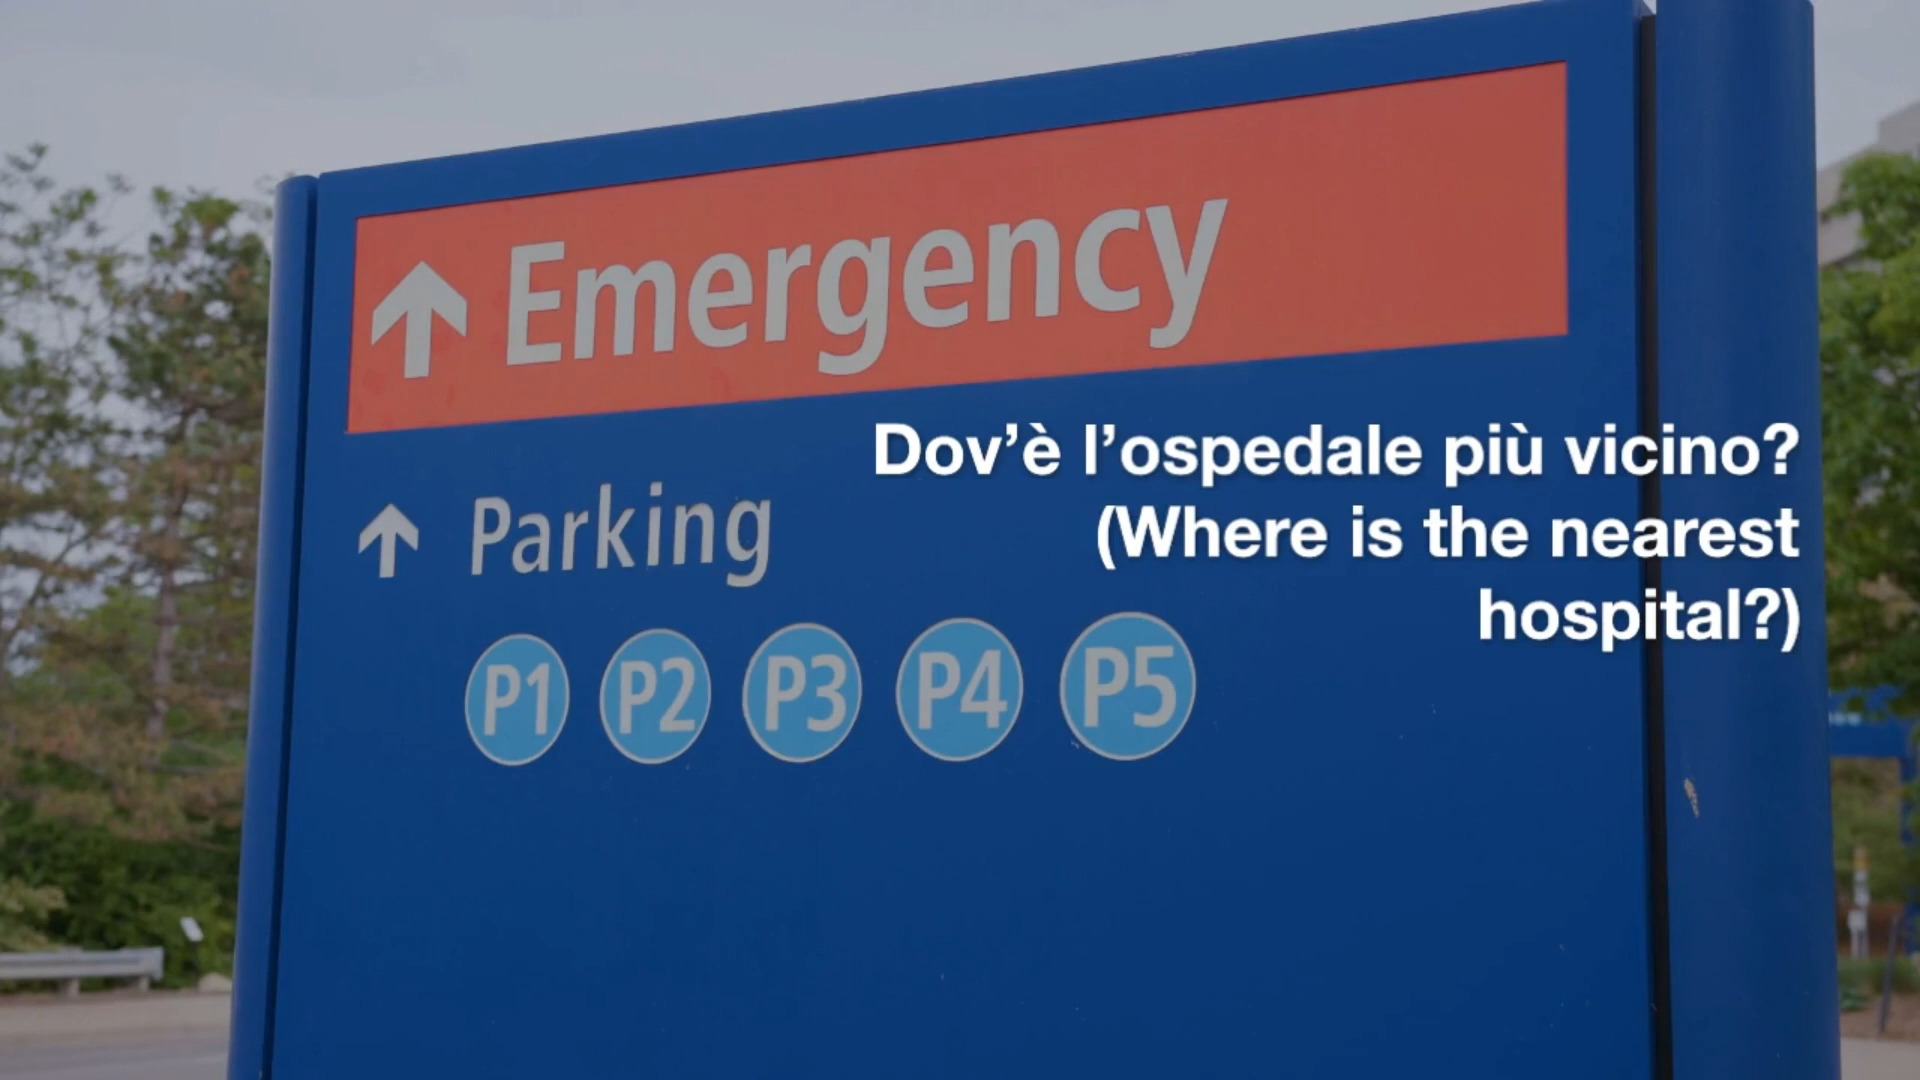 Emergency
Parking
P1 P2 P3 P4 P5
Dov’è l’ospedale più vicino?
(Where is the nearest
hospital?)